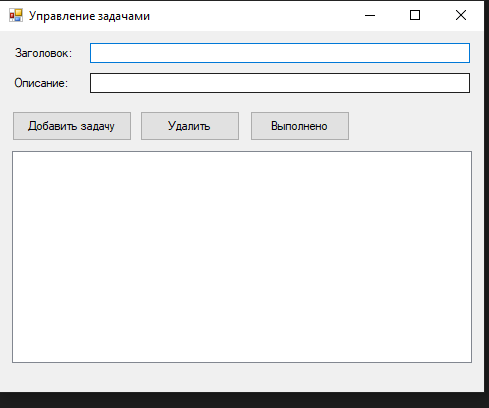 Управление задачами
Заголовок:
Описание:
Добавить задачу Удалить Выполнено